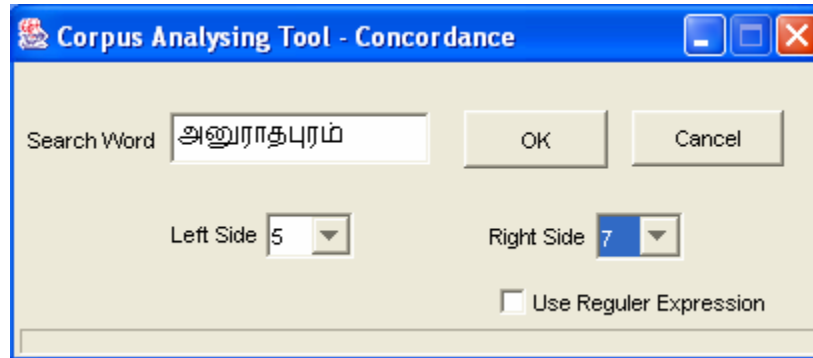 Corpus Analysing Tool - Concordance
Search Word அனுராதபுரம் OK Cancel
Left Side 5 Right Side 7
Use Reguler Expression